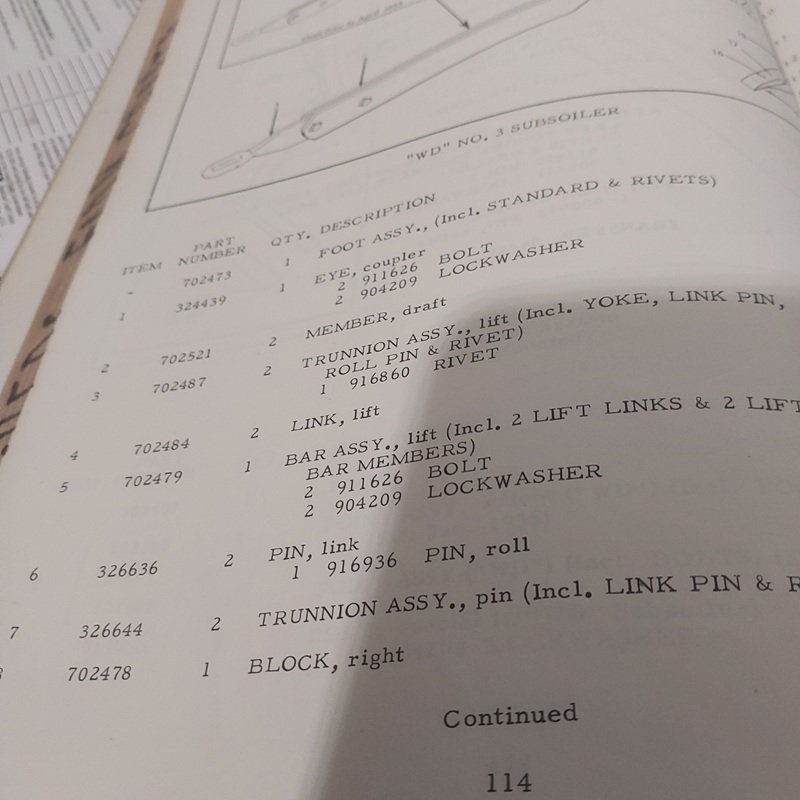 "WD" NO. 3 SUBSOILER
ITEM PART NUMBER QTY. DESCRIPTION
- 702473 1 FOOT ASSY., (Incl. STANDARD & RIVETS)
1 324439 1 EYE, coupler
2 911626 BOLT
2 904209 LOCKWASHER
2 702521 2 MEMBER, draft
3 702487 2 TRUNNION ASSY., lift (Incl. YOKE, LINK PIN,
ROLL PIN & RIVET)
1 916860 RIVET
4 702484 2 LINK, lift
5 702479 1 BAR ASSY., lift (Incl. 2 LIFT LINKS & 2 LIFT
BAR MEMBERS)
2 911626 BOLT
2 904209 LOCKWASHER
6 326636 2 PIN, link
1 916936 PIN, roll
7 326644 2 TRUNNION ASSY., pin (Incl. LINK PIN & R
702478 1 BLOCK, right
Continued
114